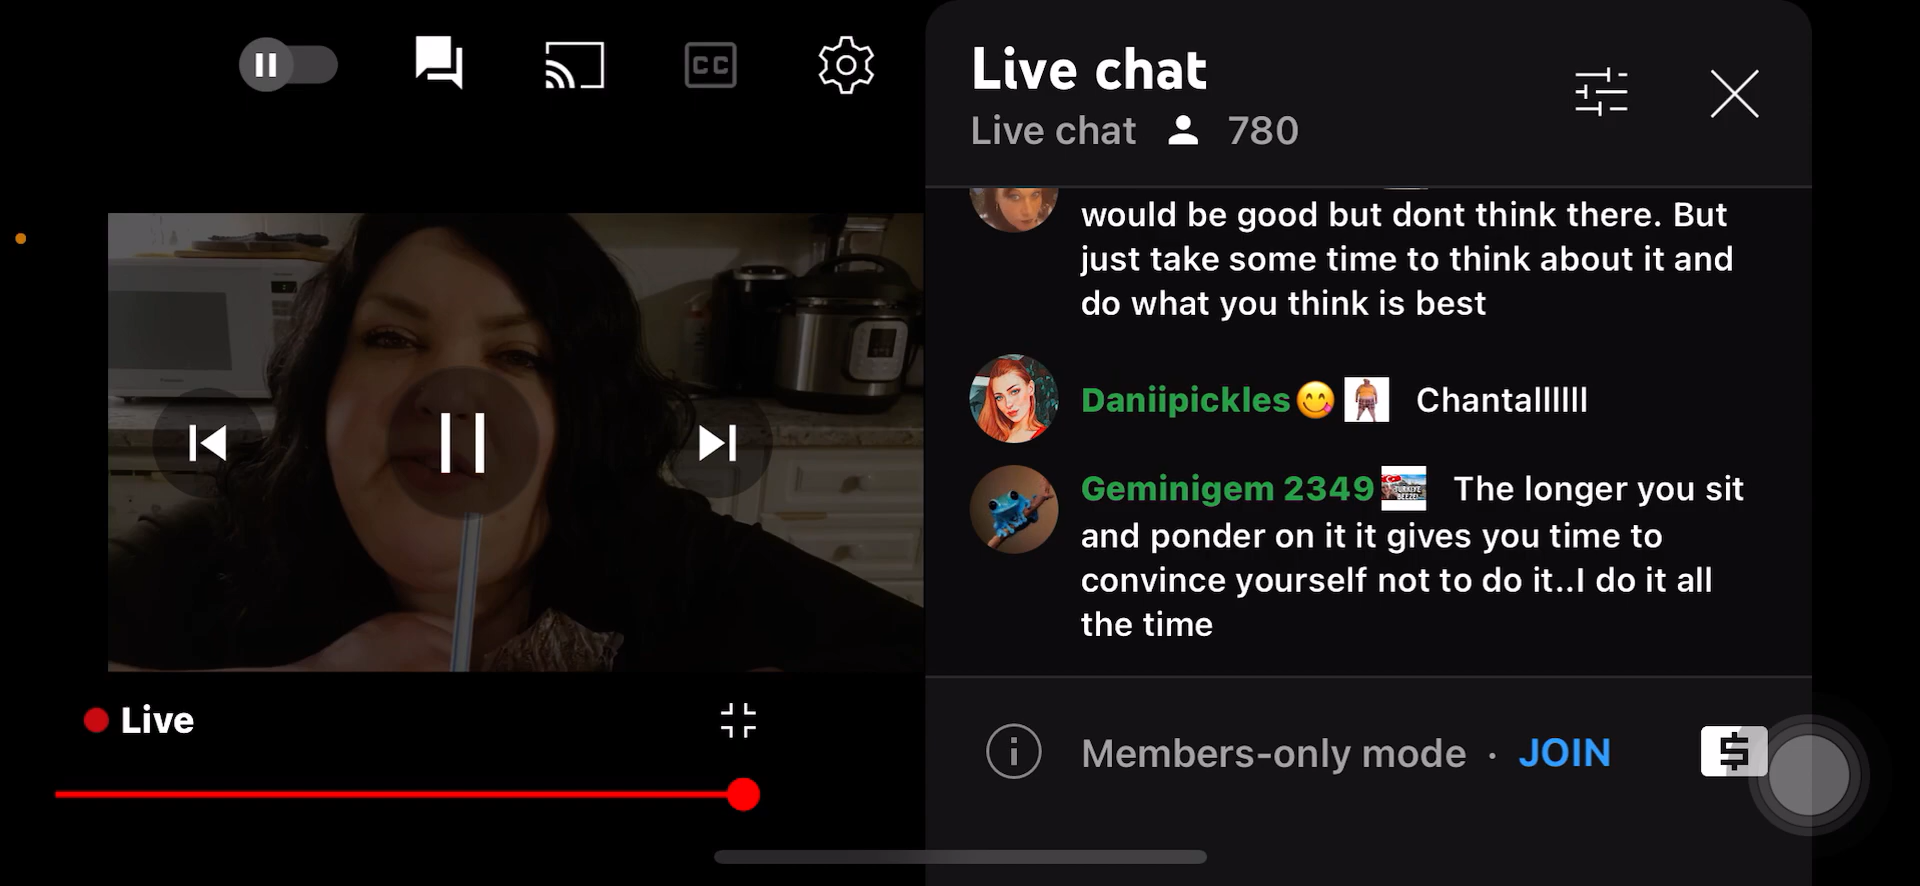 CC
Live chat
Live chat 780
would be good but dont think there. But
just take some time to think about it and
do what you think is best
Daniipickles😋 Chantallllll
Geminigem 2349 The longer you sit
and ponder on it it gives you time to
convince yourself not to do it..I do it all
the time
Live
Members-only mode · JOIN